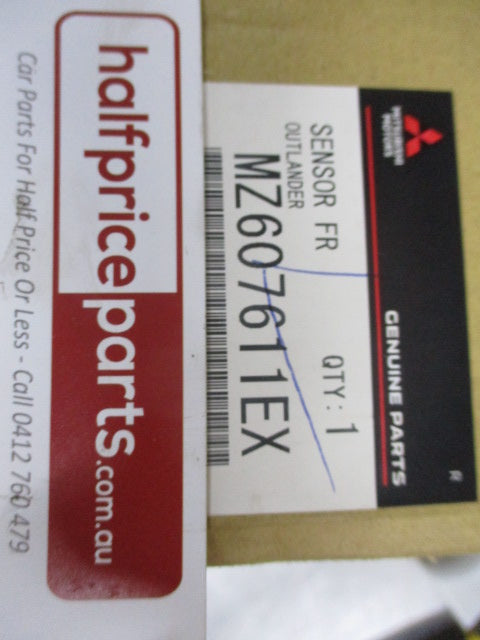 halfpriceparts.com.au
Car Parts For Half Price Or Less - Call 0412 760 479
MITSUBISHI
MOTORS
GENUINE PARTS
R
SENSOR FR
OUTLANDER
QTY: 1
MZ607611EX